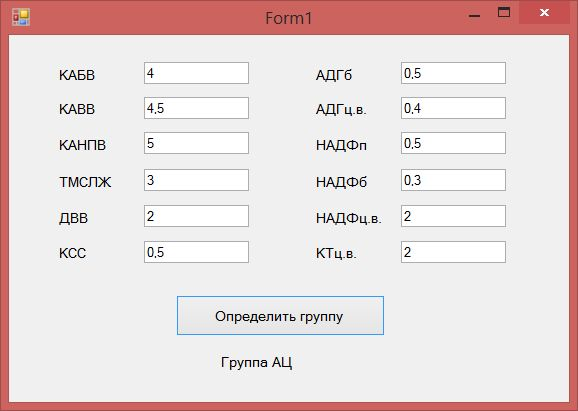 Form1
КАБВ 4 АДГб 0,5
КАВВ 4,5 АДГц.в. 0,4
КАНПВ 5 НАДФп 0,5
ТМСЛЖ 3 НАДФб 0,3
ДВВ 2 НАДФц.в. 2
КСС 0,5 КТц.в. 2
Определить группу
Группа АЦ